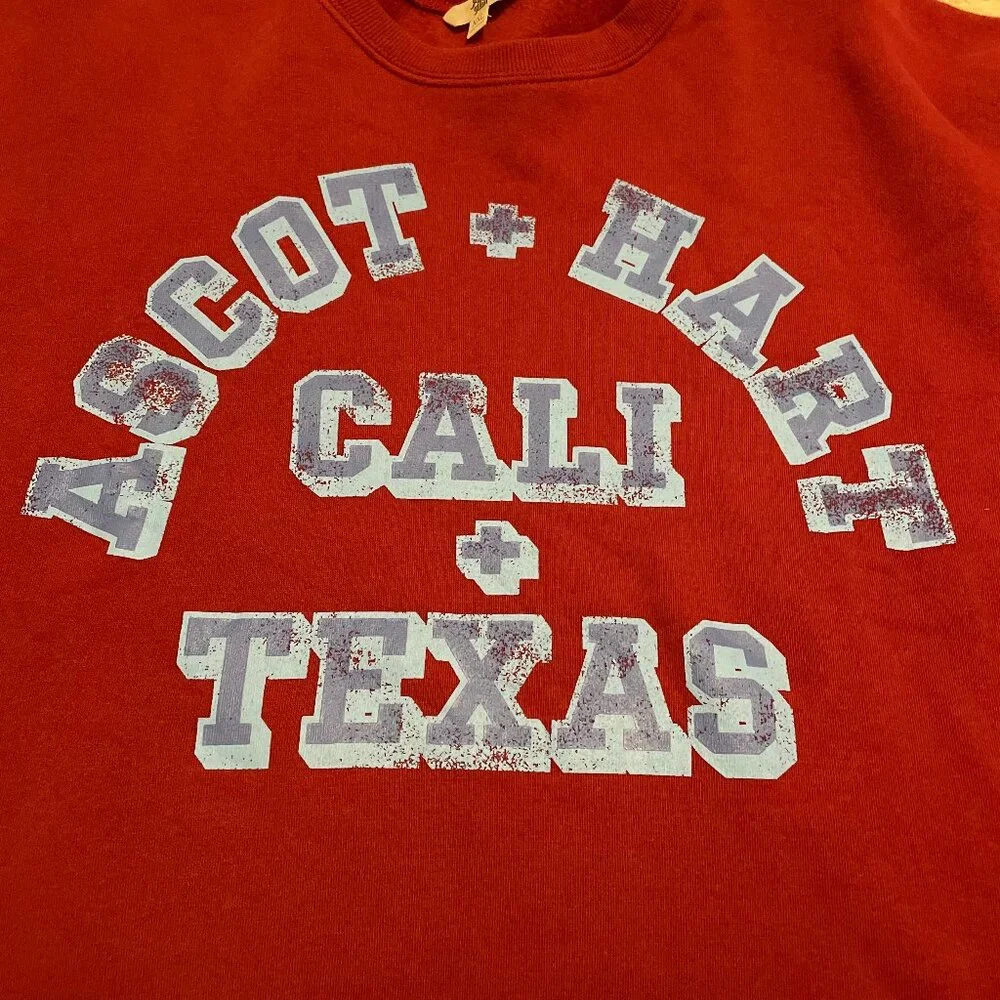 ASCOT + HART
CALI
+
TEXAS